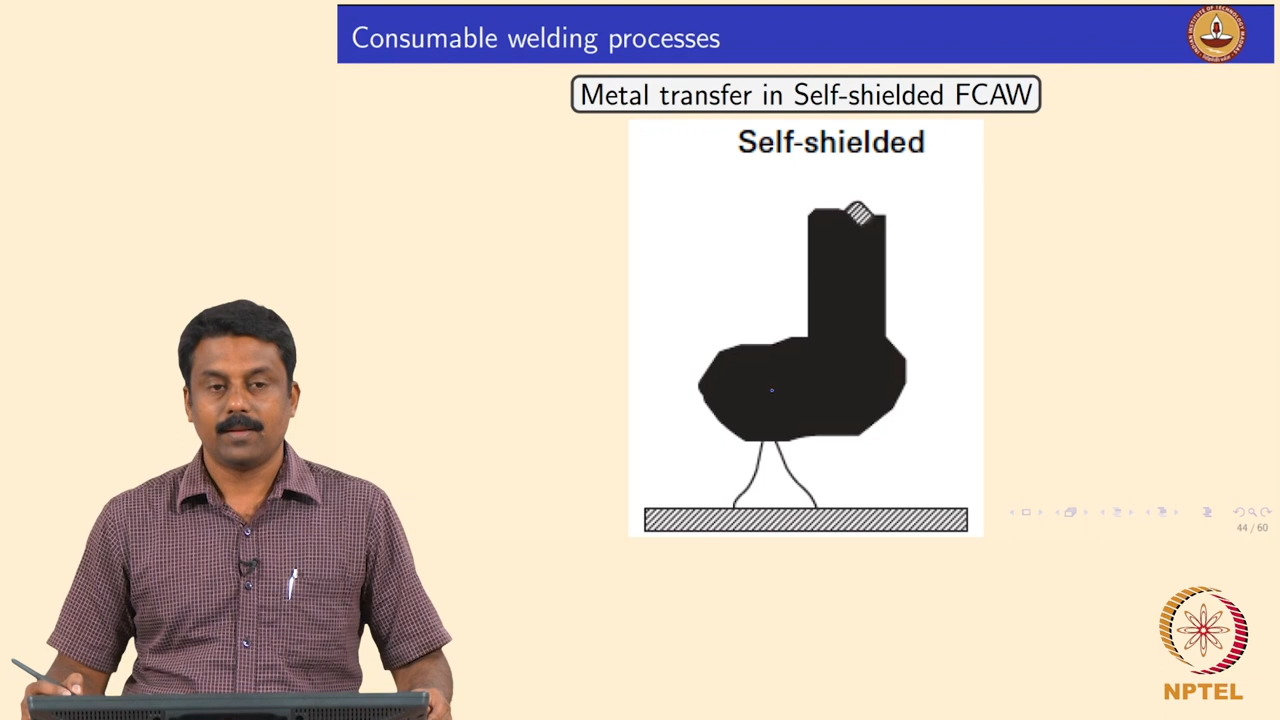 Consumable welding processes
Metal transfer in Self-shielded FCAW
Self-shielded
44 / 60
NPTEL